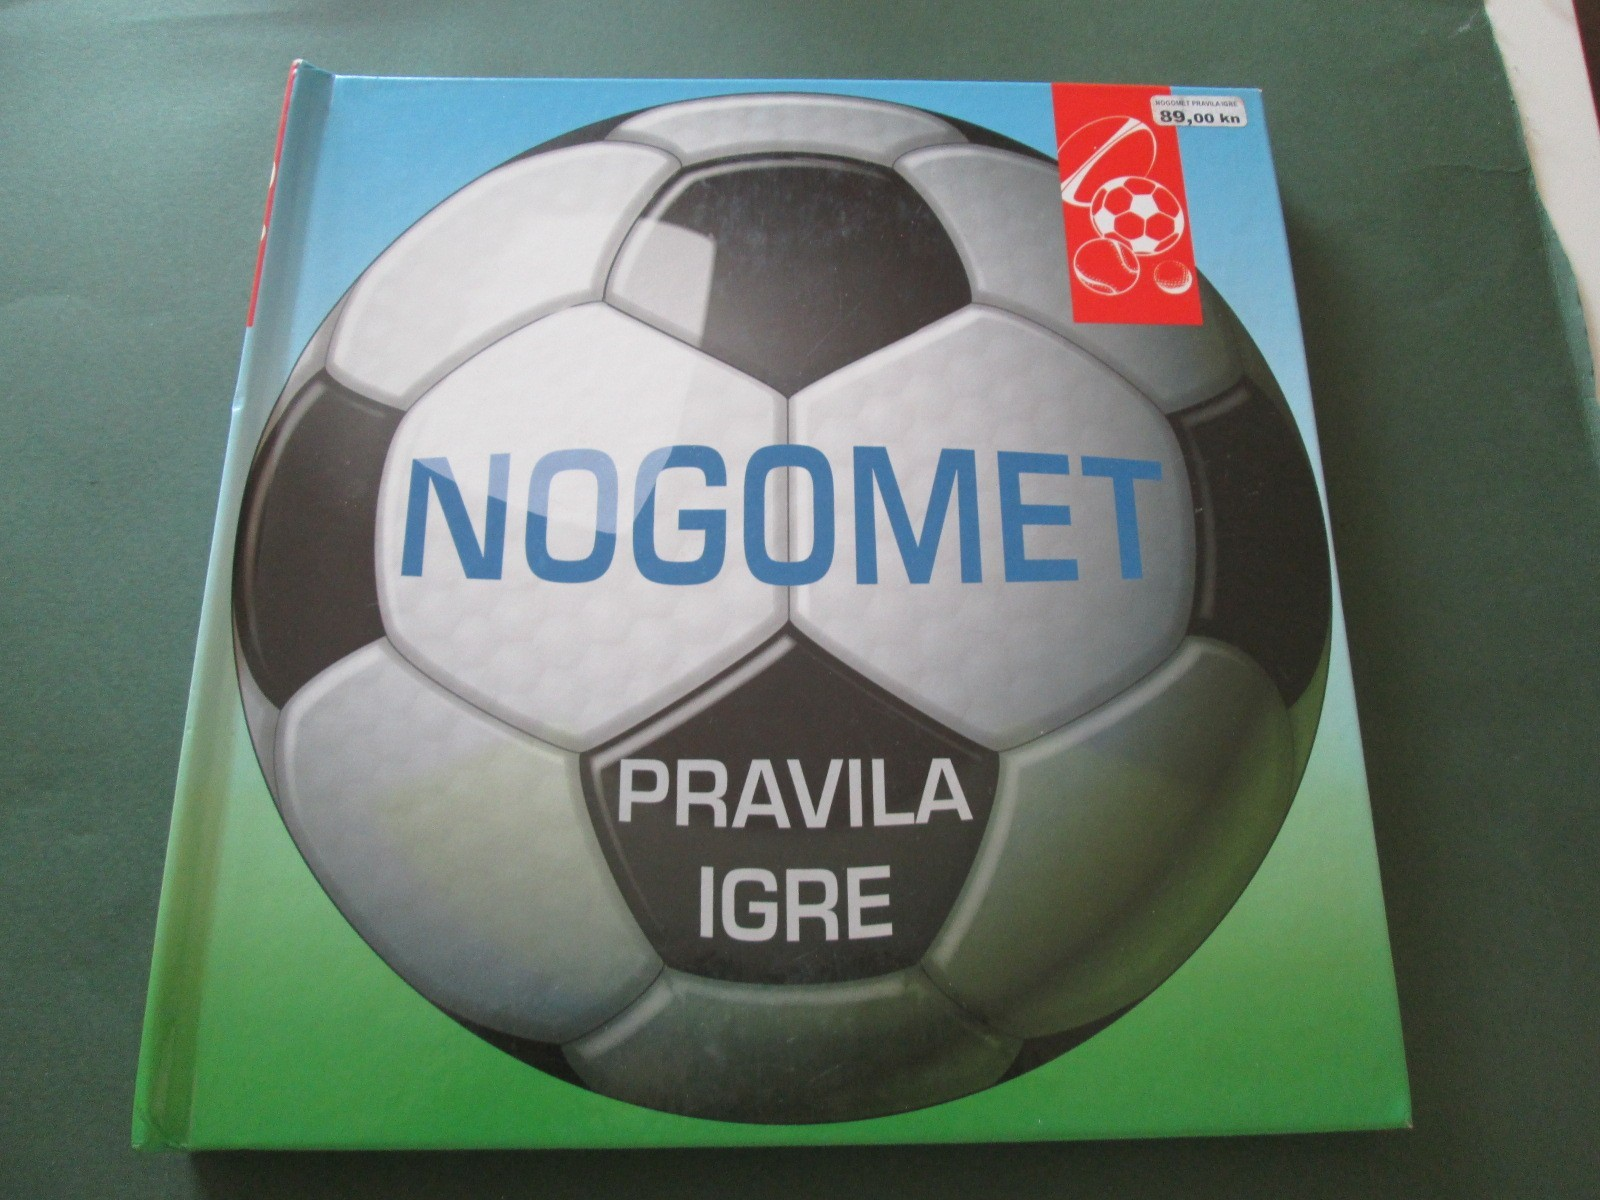 NOGOMET PRAVILA IGRE
89,00 kn
NOGOMET
PRAVILA
IGRE